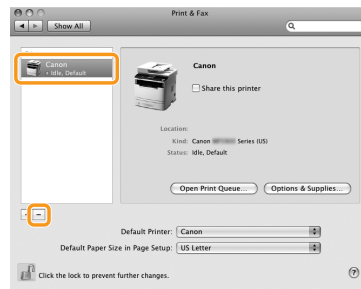 Print & Fax
Show All
Canon
• Idle, Default
Canon
Share this printer
Location:
Kind: Canon Series (US)
Status: Idle, Default
Open Print Queue...
Options & Supplies...
Default Printer: Canon
Default Paper Size in Page Setup: US Letter
Click the lock to prevent further changes.
?